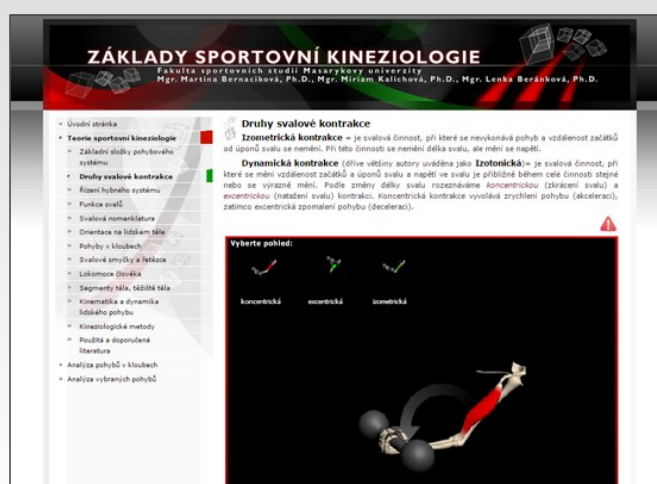 ZÁKLADY SPORTOVNÍ KINEZIOLOGIE
Fakulta sportovních studií Masarykovy univerzity
Mgr. Martina Bernaciková, Ph.D., Mgr. Miriam Kalichová, Ph.D., Mgr. Lenka Beránková, Ph.D.
Úvodní stránka
Teorie sportovní kineziologie
Základní složky pohybového
systému
Druhy svalové kontrakce
Řízení hybného systému
Funkce svalů
Svalová nomenklatura
Orientace na lidském těle
Pohyby v kloubech
Svalové smyčky a řetězce
Lokomoce člověka
Segmenty těla, těžiště těla
Kinematika a dynamika
lidského pohybu
Kineziologické metody
Použitá a doporučená
literatura
Analýza pohybů v kloubech
Analýza vybraných pohybů
Druhy svalové kontrakce
Izometrická kontrakce = je svalová činnost, při které se nevykonává pohyb a vzdálenost začátků
od úponů svalu se nemění. Při této činnosti se nemění délka svalu, ale mění se napětí.
Dynamická kontrakce (dříve většiny autory uváděna jako Izotonická)= je svalová činnost, při
které se mění vzdálenost začátků a úponů svalu a napětí ve svalu je přibližně během celé činnosti stejné
nebo se výrazně mění. Podle změny délky svalu rozeznáváme koncentrickou (zkrácení svalu) a
excentrickou (natažení svalu) kontrakci. Koncentrická kontrakce vyvolává zrychlení pohybu (akceleraci),
zatímco excentrická zpomalení pohybu (deceleraci).
Vyberte pohled:
koncentrická excentrická izometrická